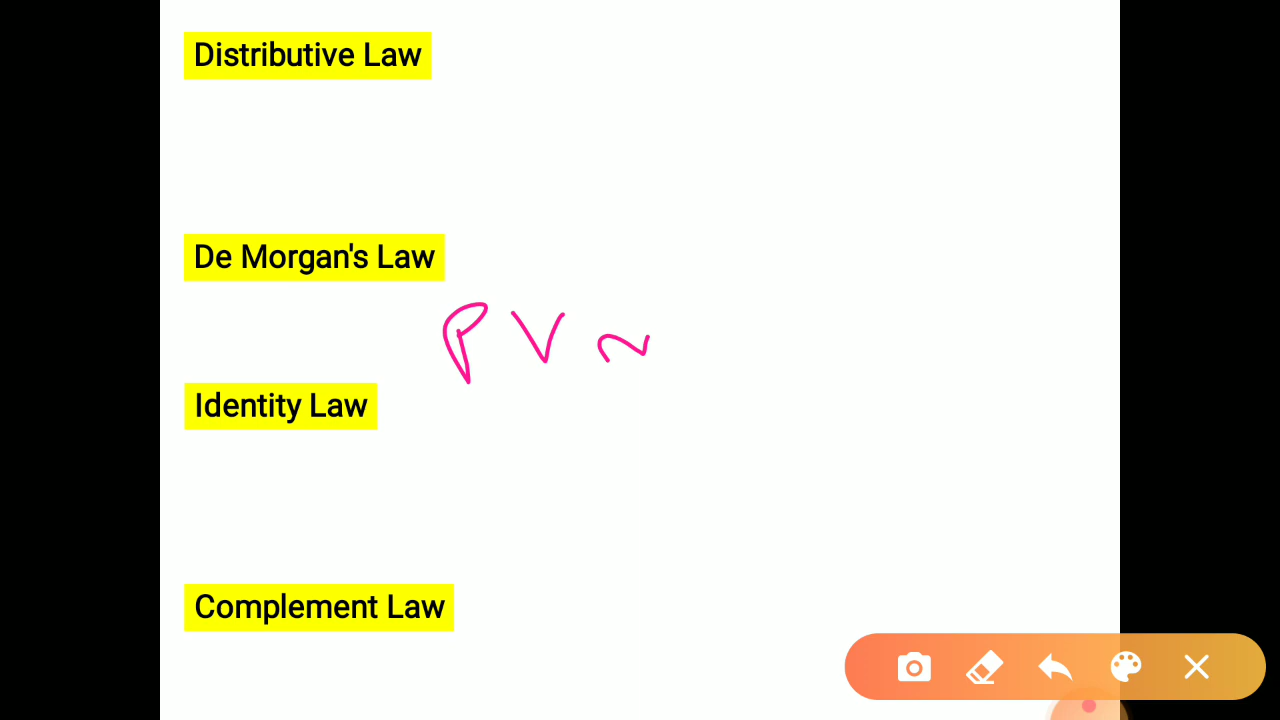 Distributive Law
De Morgan's Law
P V ~
Identity Law
Complement Law